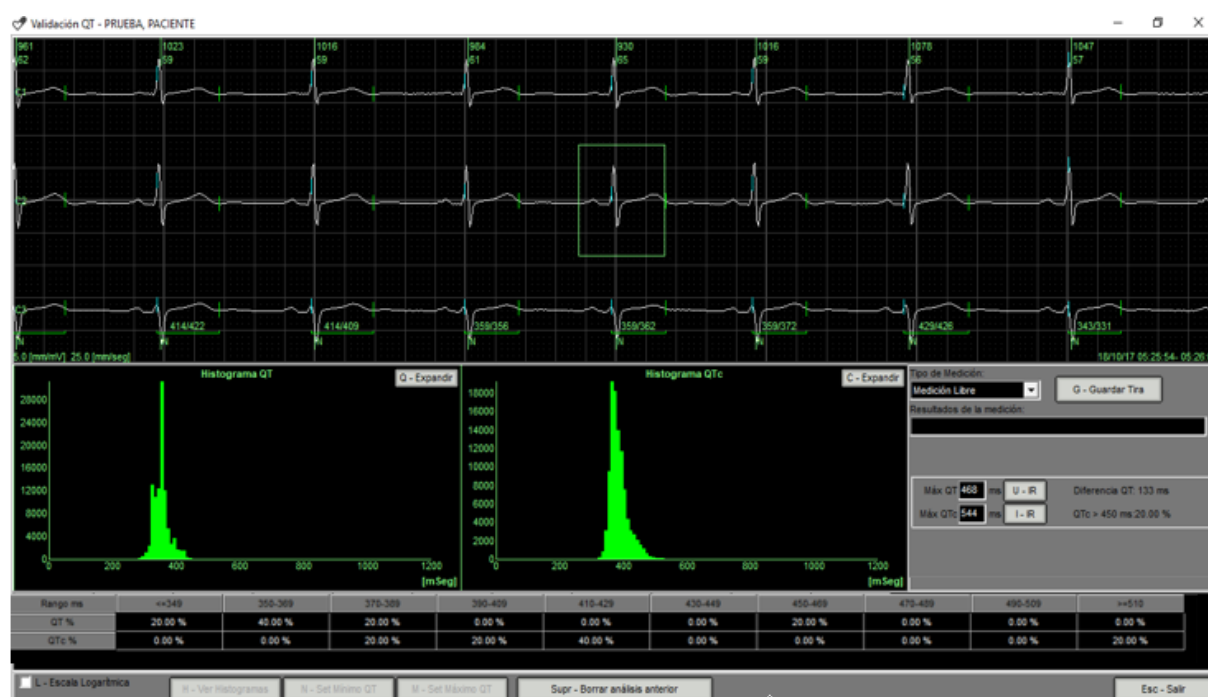 Validación QT - PRUEBA, PACIENTE
961 1023 1016 984 930 1016 1078 1047
62 59 59 61 65 59 56 57
C1
C2
C3
414/422 414/409 359/356 359/362 359/372 429/426 343/331
N N N N N N N N
5.0 [mm/mV] 25.0 [mm/seg] 18/10/17 05:25:54- 05:26:
Histograma QT Q - Expandir
28000
24000
20000
16000
12000
8000
4000
0
0 200 400 600 800 1000 1200
[mSeg]
Histograma QTc C - Expandir
18000
16000
14000
12000
10000
8000
6000
4000
2000
0
0 200 400 600 800 1000 1200
[mSeg]
Tipo de Medición:
Medición Libre G - Guardar Tira
Resultados de la medición:
Máx QT 468 ms U - IR Diferencia QT: 133 ms
Máx QTc 544 ms I - IR QTc > 450 ms:20.00 %
Rango ms <=349 350-369 370-389 390-409 410-429 430-449 450-469 470-489 490-509 >=510
QT % 20.00 % 40.00 % 20.00 % 0.00 % 0.00 % 0.00 % 20.00 % 0.00 % 0.00 % 0.00 %
QTc % 0.00 % 0.00 % 20.00 % 20.00 % 40.00 % 0.00 % 0.00 % 0.00 % 0.00 % 20.00 %
L - Escala Logarítmica H - Ver Histogramas N - Set Mínimo QT M - Set Máximo QT Supr - Borrar análisis anterior Esc - Salir